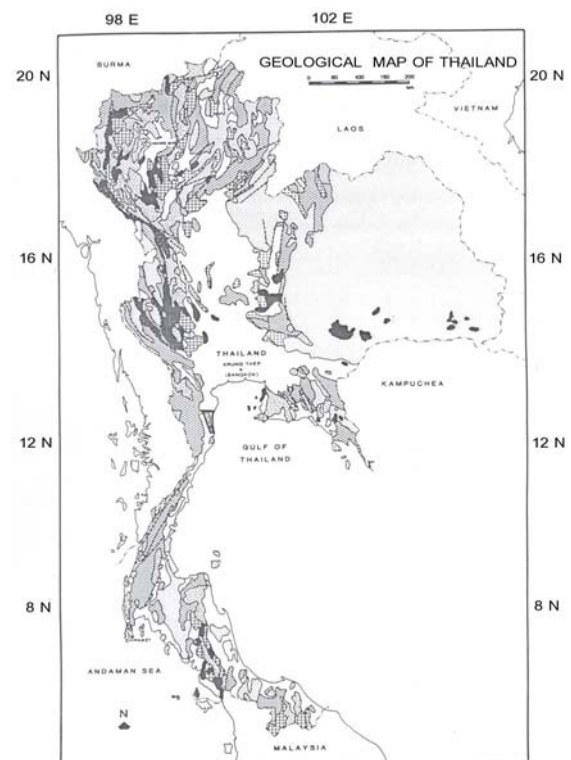 98 E
102 E
BURMA
GEOLOGICAL MAP OF THAILAND
20 N
20 N
VIETNAM
LAOS
16 N
16 N
THAILAND
KRUNG THEP
(BANGKOK)
KAMPUCHEA
12 N
12 N
GULF OF
THAILAND
8 N
8 N
ANDAMAN SEA
N
MALAYSIA